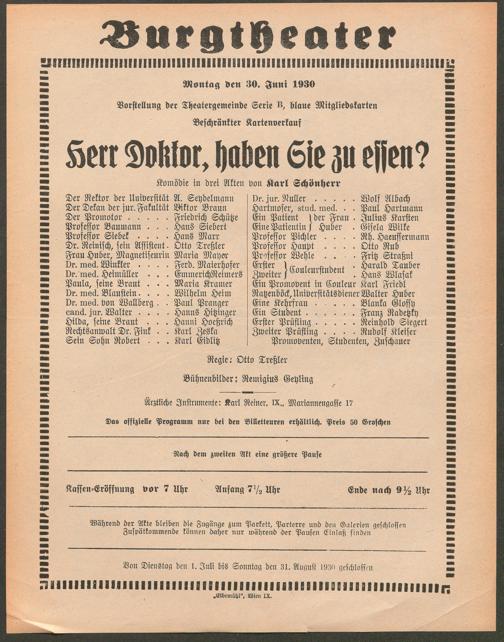 Burgtheater
Montag den 30. Juni 1930
Vorstellung der Theatergemeinde Serie B, blaue Mitgliedskarten
Beschränkter Kartenverkauf
Herr Doktor, haben Sie zu essen?
Komödie in drei Akten von Karl Schönherr
Der Rektor der Universität A. Seydelmann
Der Dekan der jur. Fakultät Viktor Braun
Der Promotor . . . . . Friedrich Schütze
Professor Baumann . . . Hans Siebert
Professor Slebek . . . . Hans Marr
Dr. Reinisch, sein Assistent . Otto Treßler
Frau Huber, Magnetiseurin Maria Mayer
Dr. med. Winkler . . . Ferd. Maierhofer
Dr. med. Heimüller . . . Emmerich Reimers
Paula, seine Braut . . . Maria Kramer
Dr. med. Blaustein . . . Wilhelm Heim
Dr. med. von Wallberg . Paul Pranger
cand. jur. Walter . . . Hanns Hitzinger
Hilda, seine Braut . . . Hanni Hoeßrich
Rechtsanwalt Dr. Fink . . Karl Zeska
Sein Sohn Robert . . . Karl Eidlitz
Dr. jur. Nuller . . . . . Wolf Albach
Hartmoser, stud. med. . . Paul Hartmann
Ein Patient } der Frau . Julius Karsten
Eine Patientin } Huber . Gisela Wilke
Professor Pichler . . . . Rh. Haeussermann
Professor Haupt . . . . Otto Rub
Professor Wehle . . . . Fritz Straßni
Erster } Couleurstudent . Harald Tauber
Zweiter } Hans Wlasak
Ein Promovent in Couleur Karl Friedl
Universitätsdiener Walter Huber
Eine Kehrfrau . . . . Blanka Glossy
Ein Student . . . . . Franz Radetzky
Erster Prüfling . . . . Reinhold Siegert
Zweiter Prüfling . . . . Rudolf Kleiser
Promoventen, Studenten, Zuschauer
Regie: Otto Treßler
Bühnenbilder: Remigius Geyling
Ärztliche Instrumente: Karl Reiner, IX., Mariannengasse 17
Das offizielle Programm nur bei den Billetteuren erhältlich. Preis 50 Groschen
Nach dem zweiten Akt eine größere Pause
Kassen-Eröffnung vor 7 Uhr Anfang 7½ Uhr Ende nach 9½ Uhr
Während der Akte bleiben die Zugänge zum Parkett, Parterre und den Galerien geschlossen
Zuspätkommende können daher nur während der Pausen Einlaß finden
Von Dienstag den 1. Juli bis Sonntag den 31. August 1930 geschlossen
„Elbemühl", Wien IX.